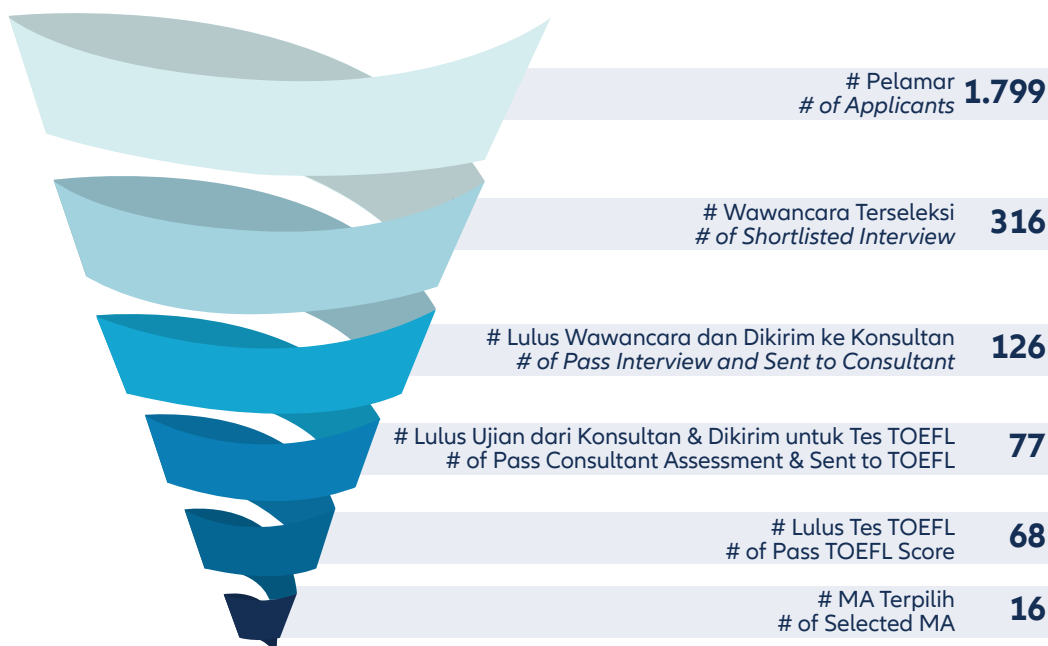 # Pelamar
# of Applicants
1.799
# Wawancara Terseleksi
# of Shortlisted Interview
316
# Lulus Wawancara dan Dikirim ke Konsultan
# of Pass Interview and Sent to Consultant
126
# Lulus Ujian dari Konsultan & Dikirim untuk Tes TOEFL
# of Pass Consultant Assessment & Sent to TOEFL
77
# Lulus Tes TOEFL
# of Pass TOEFL Score
68
# MA Terpilih
# of Selected MA
16